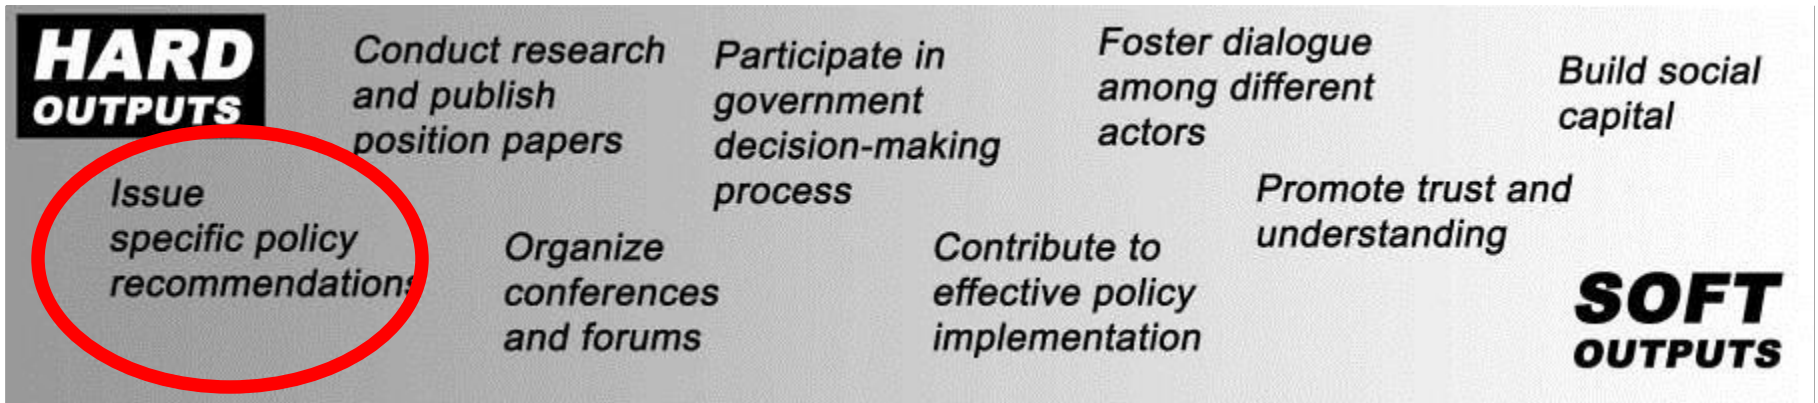 HARD
OUTPUTS
Issue
specific policy
recommendations
Conduct research
and publish
position papers
Organize
conferences
and forums
Participate in
government
decision-making
process
Contribute to
effective policy
implementation
Foster dialogue
among different
actors
Promote trust and
understanding
Build social
capital
SOFT
OUTPUTS